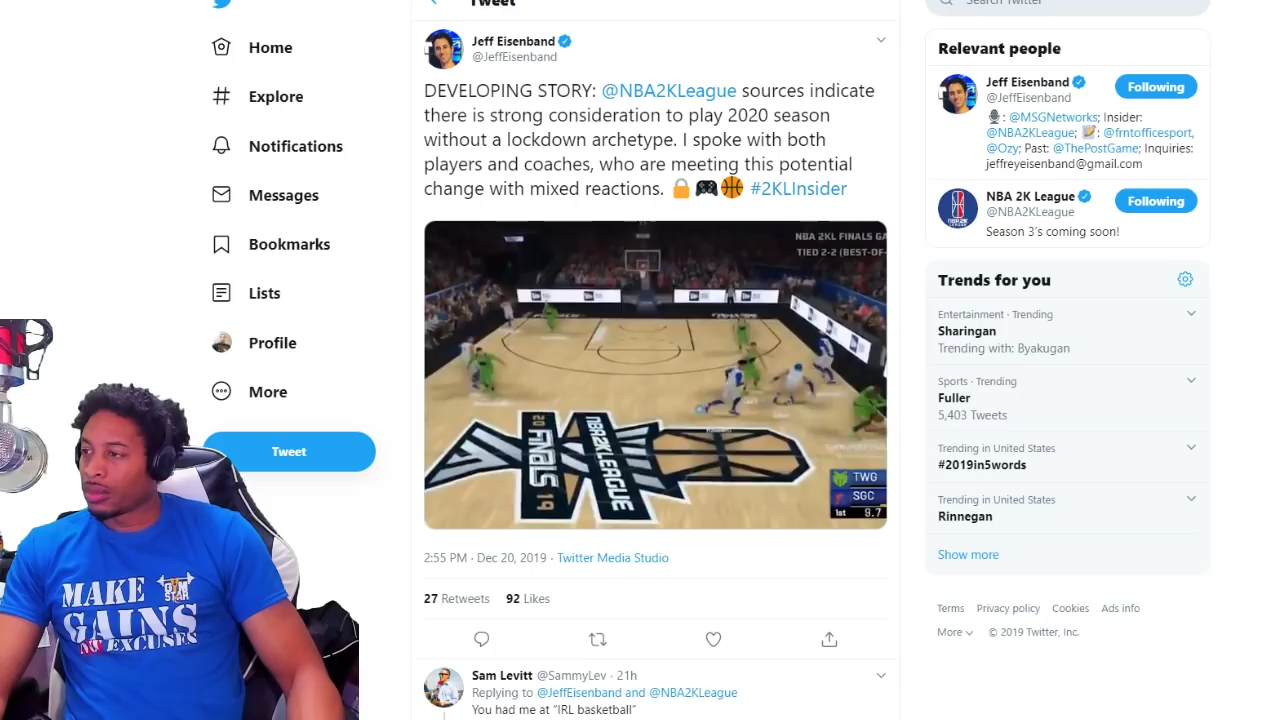 Tweet
Search Twitter
Home
Explore
Notifications
Messages
Bookmarks
Lists
Profile
More
Tweet
Jeff Eisenband
@JeffEisenband
DEVELOPING STORY: @NBA2KLeague sources indicate
there is strong consideration to play 2020 season
without a lockdown archetype. I spoke with both
players and coaches, who are meeting this potential
change with mixed reactions. 🔒🎮🏀 #2KLInsider
NBA 2KL FINALS GA
TIED 2-2 (BEST-OF-
20 FINALS 19
NBA2KLEAGUE
TWG
SGC
1st 9.7
2:55 PM · Dec 20, 2019 · Twitter Media Studio
27 Retweets 92 Likes
Sam Levitt @SammyLev · 21h
Replying to @JeffEisenband and @NBA2KLeague
You had me at “IRL basketball”
Relevant people
Jeff Eisenband
@JeffEisenband
Following
🎙: @MSGNetworks; Insider:
@NBA2KLeague; 📝: @frntofficesport,
@Ozy; Past: @ThePostGame; Inquiries:
jeffreyeisenband@gmail.com
NBA 2K League
@NBA2KLeague
Following
Season 3's coming soon!
Trends for you
Entertainment · Trending
Sharingan
Trending with: Byakugan
Sports · Trending
Fuller
5,403 Tweets
Trending in United States
#2019in5words
Trending in United States
Rinnegan
Show more
Terms Privacy policy Cookies Ads info
More © 2019 Twitter, Inc.
MAKE
GYM
STAR
GAINS
NOT EXCUSES